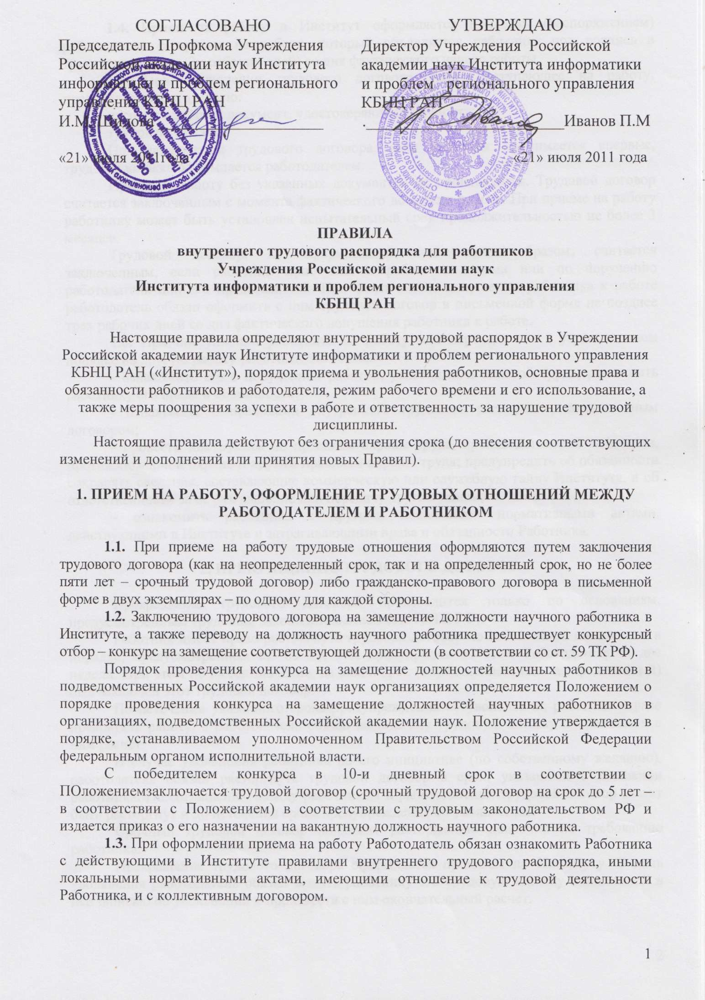 СОГЛАСОВАНО
Председатель Профкома Учреждения
Российской академии наук Института
информатики и проблем регионального
управления КБНЦ РАН
И.М. Шилова
«21» июля 2011года
УТВЕРЖДАЮ
Директор Учреждения Российской
академии наук Института информатики
и проблем регионального управления
КБНЦ РАН
.Иванов П.М
«21» июля 2011 года
ПРАВИЛА
внутреннего трудового распорядка для работников
Учреждения Российской академии наук
Института информатики и проблем регионального управления
КБНЦ РАН
Настоящие правила определяют внутренний трудовой распорядок в Учреждении
Российской академии наук Институте информатики и проблем регионального управления
КБНЦ РАН («Институт»), порядок приема и увольнения работников, основные права и
обязанности работников и работодателя, режим рабочего времени и его использование, а
также меры поощрения за успехи в работе и ответственность за нарушение трудовой
дисциплины.
Настоящие правила действуют без ограничения срока (до внесения соответствующих
изменений и дополнений или принятия новых Правил).
1. ПРИЕМ НА РАБОТУ, ОФОРМЛЕНИЕ ТРУДОВЫХ ОТНОШЕНИЙ МЕЖДУ
РАБОТОДАТЕЛЕМ И РАБОТНИКОМ
1.1. При приеме на работу трудовые отношения оформляются путем заключения
трудового договора (как на неопределенный срок, так и на определенный срок, но не более
пяти лет – срочный трудовой договор) либо гражданско-правового договора в письменной
форме в двух экземплярах – по одному для каждой стороны.
1.2. Заключению трудового договора на замещение должности научного работника в
Институте, а также переводу на должность научного работника предшествует конкурсный
отбор – конкурс на замещение соответствующей должности (в соответствии со ст. 59 ТК РФ).
Порядок проведения конкурса на замещение должностей научных работников в
подведомственных Российской академии наук организациях определяется Положением о
порядке проведения конкурса на замещение должностей научных работников в
организациях, подведомственных Российской академии наук. Положение утверждается в
порядке, устанавливаемом уполномоченном Правительством Российской Федерации
федеральным органом исполнительной власти.
С победителем конкурса в 10-и дневный срок в соответствии с
ПОложениемзаключается трудовой договор (срочный трудовой договор на срок до 5 лет –
в соответствии с Положением) в соответствии с трудовым законодательством РФ и
издается приказ о его назначении на вакантную должность научного работника.
1.3. При оформлении приема на работу Работодатель обязан ознакомить Работника
с действующими в Институте правилами внутреннего трудового распорядка, иными
локальными нормативными актами, имеющими отношение к трудовой деятельности
Работника, и с коллективным договором.
1